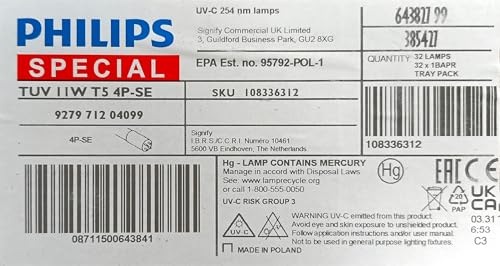 PHILIPS
SPECIAL
TUV 11W T5 4P-SE
9279 712 04099
4P-SE
08711500643841
UV-C 254 nm lamps
Signify Commercial UK Limited
3, Guildford Business Park, GU2 8XG
EPA Est. no. 95792-POL-1
SKU 108336312
Signify
I.B.R.S./C.C.R.I. Numéro 10461
5600 VB Eindhoven, The Netherlands
643827 99
385427
QUANTITY 32 LAMPS
32 x 1BAPR
TRAY PACK
108336312
Hg - LAMP CONTAINS MERCURY
Manage in accord with Disposal Laws
See www.lamprecycle.org
or call 1-800-555-0050
Hg
UV-C RISK GROUP 3
WARNING UV-C emitted from this product.
Avoid eye and skin exposure to unshielded product.
Follow application instructions and/or user manual.
Not to be used in general lighting fixtures.
MADE IN POLAND
EAC CE
20
PAP
UK
CA
03.31
6:53
C3